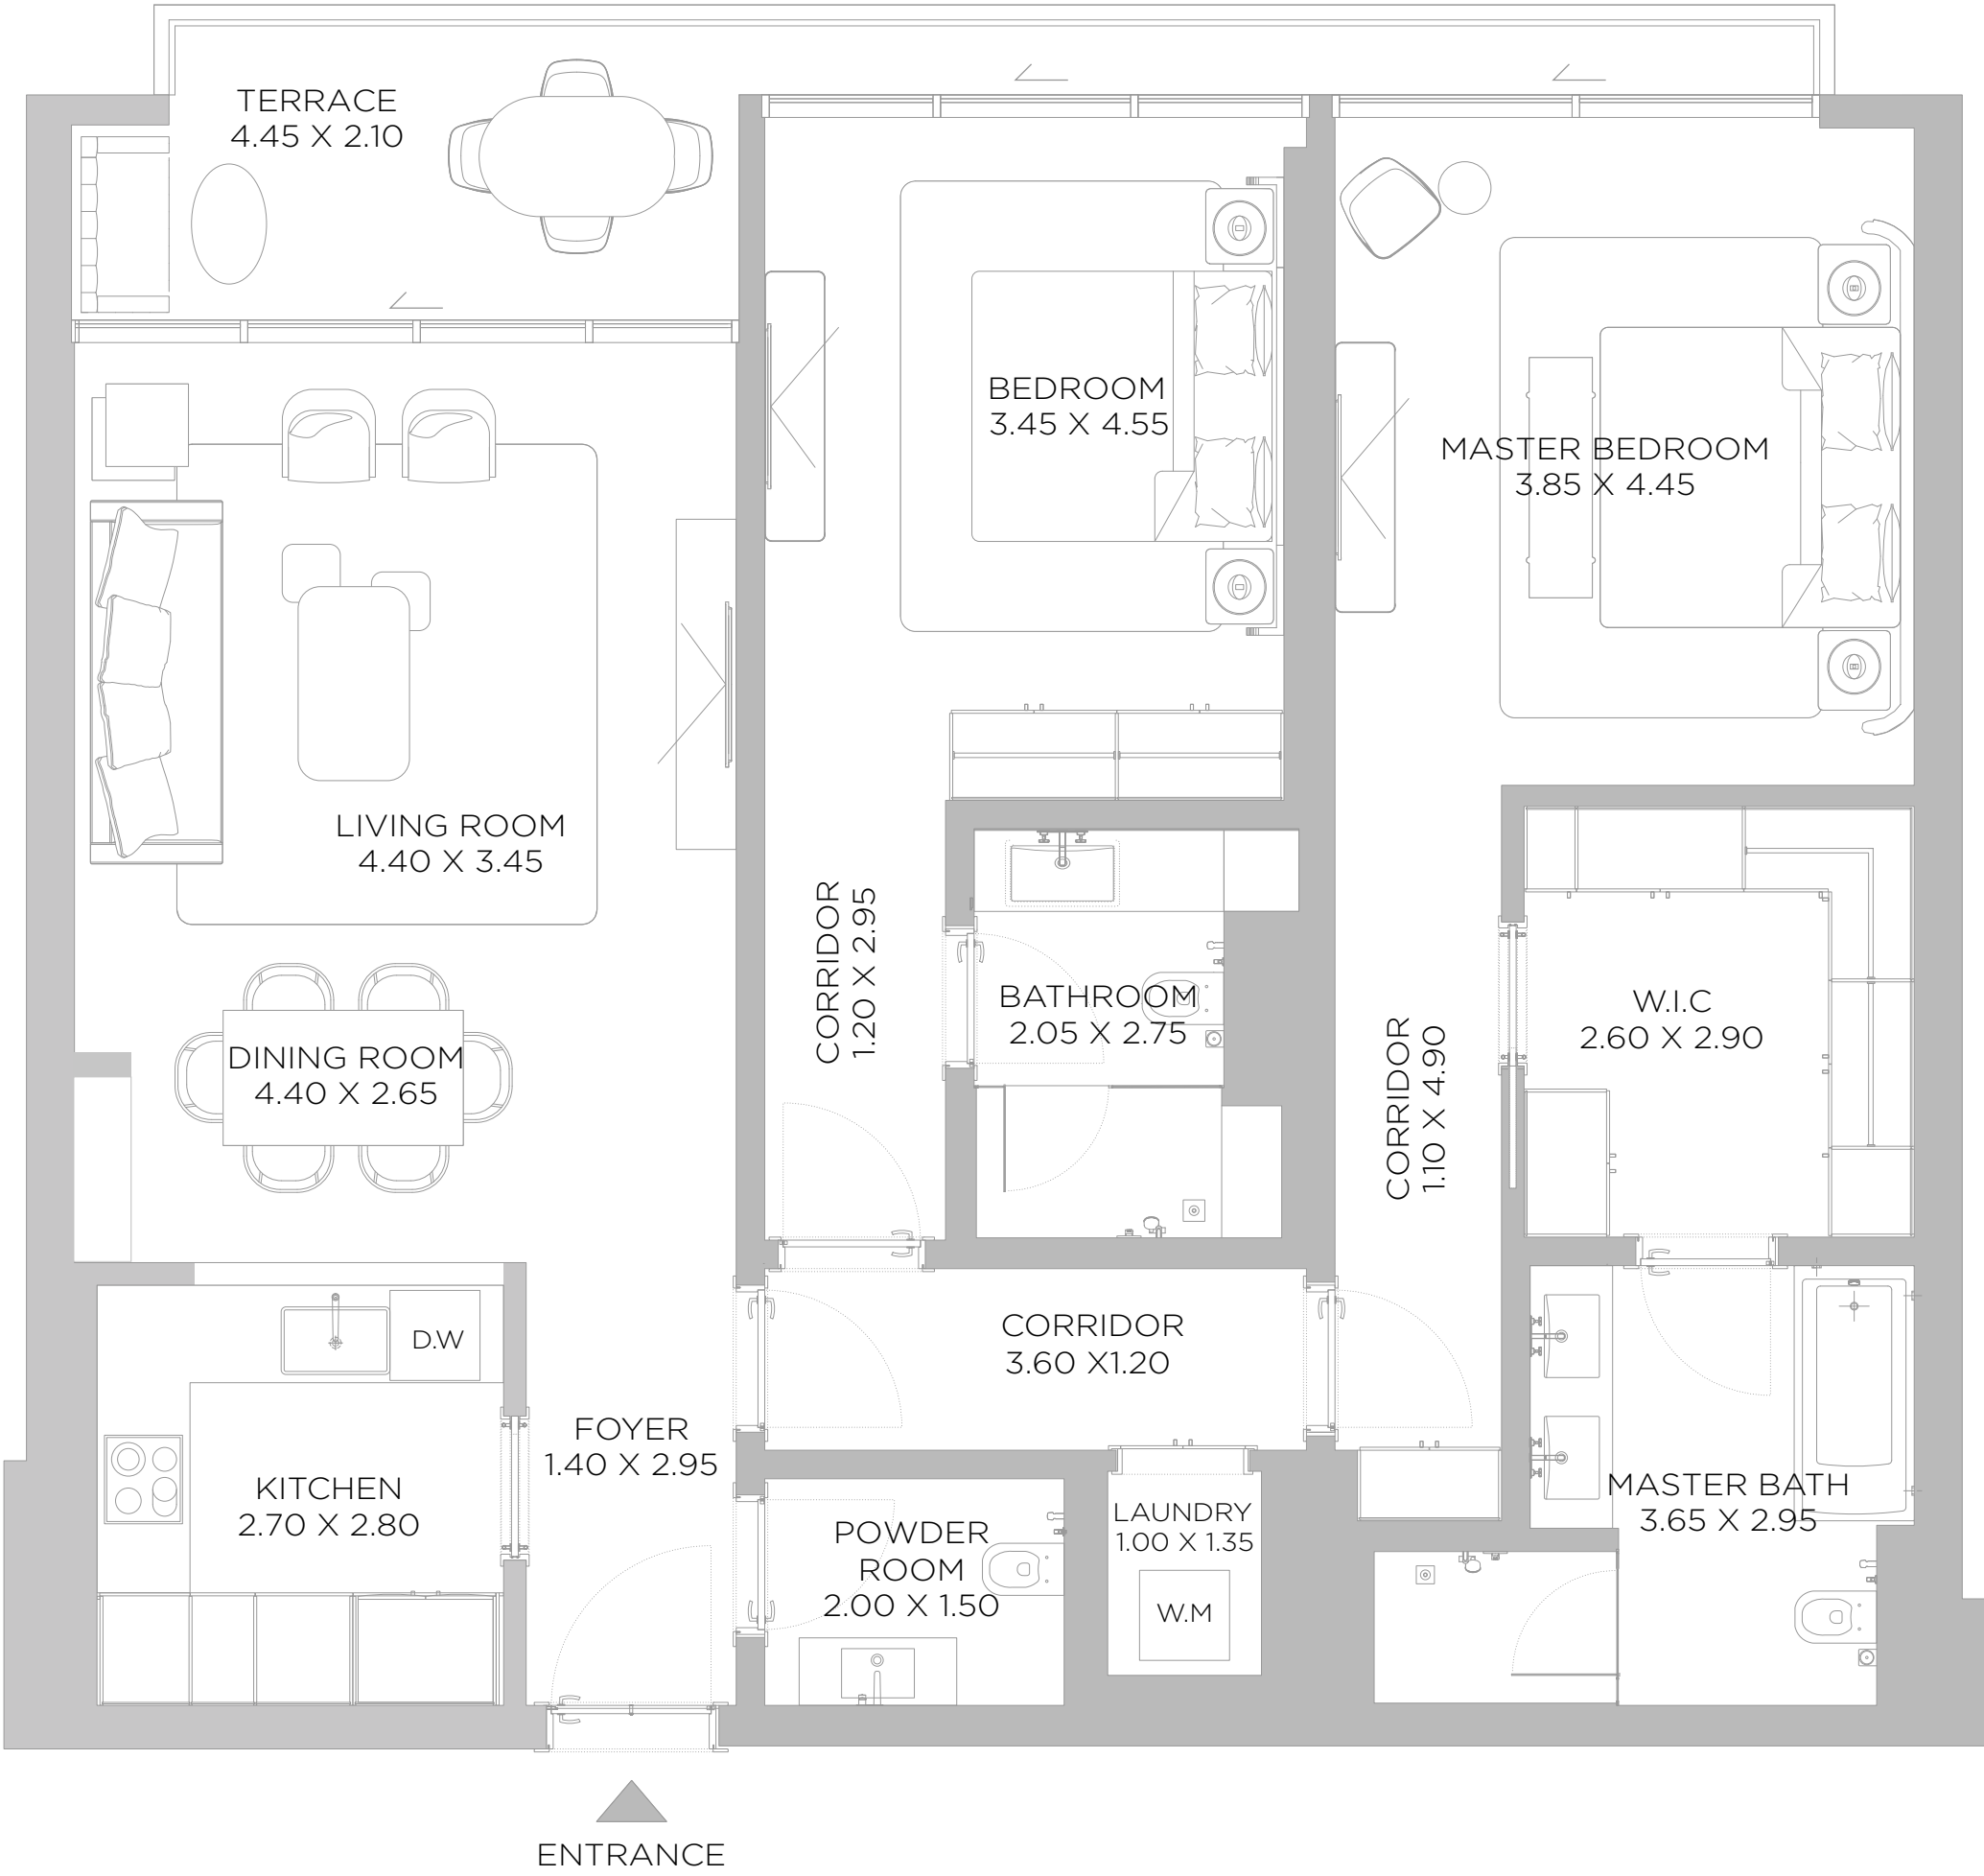 TERRACE
4.45 X 2.10
BEDROOM
3.45 X 4.55
MASTER BEDROOM
3.85 X 4.45
LIVING ROOM
4.40 X 3.45
CORRIDOR
1.20 X 2.95
BATHROOM
2.05 X 2.75
W.I.C
2.60 X 2.90
DINING ROOM
4.40 X 2.65
CORRIDOR
1.10 X 4.90
CORRIDOR
3.60 X1.20
D.W
FOYER
1.40 X 2.95
KITCHEN
2.70 X 2.80
MASTER BATH
3.65 X 2.95
LAUNDRY
1.00 X 1.35
POWDER
ROOM
2.00 X 1.50
W.M
ENTRANCE